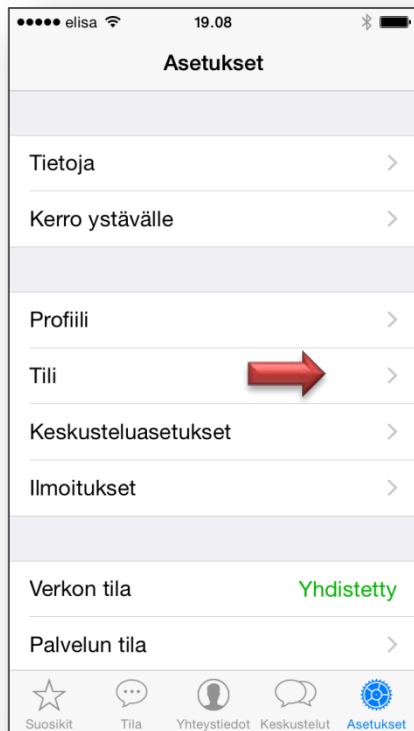 elisa 19.08
Asetukset
Tietoja
Kerro ystävälle
Profiili
Tili
Keskusteluasetukset
Ilmoitukset
Verkon tila Yhdistetty
Palvelun tila
Suosikit Tila Yhteystiedot Keskustelut Asetukset